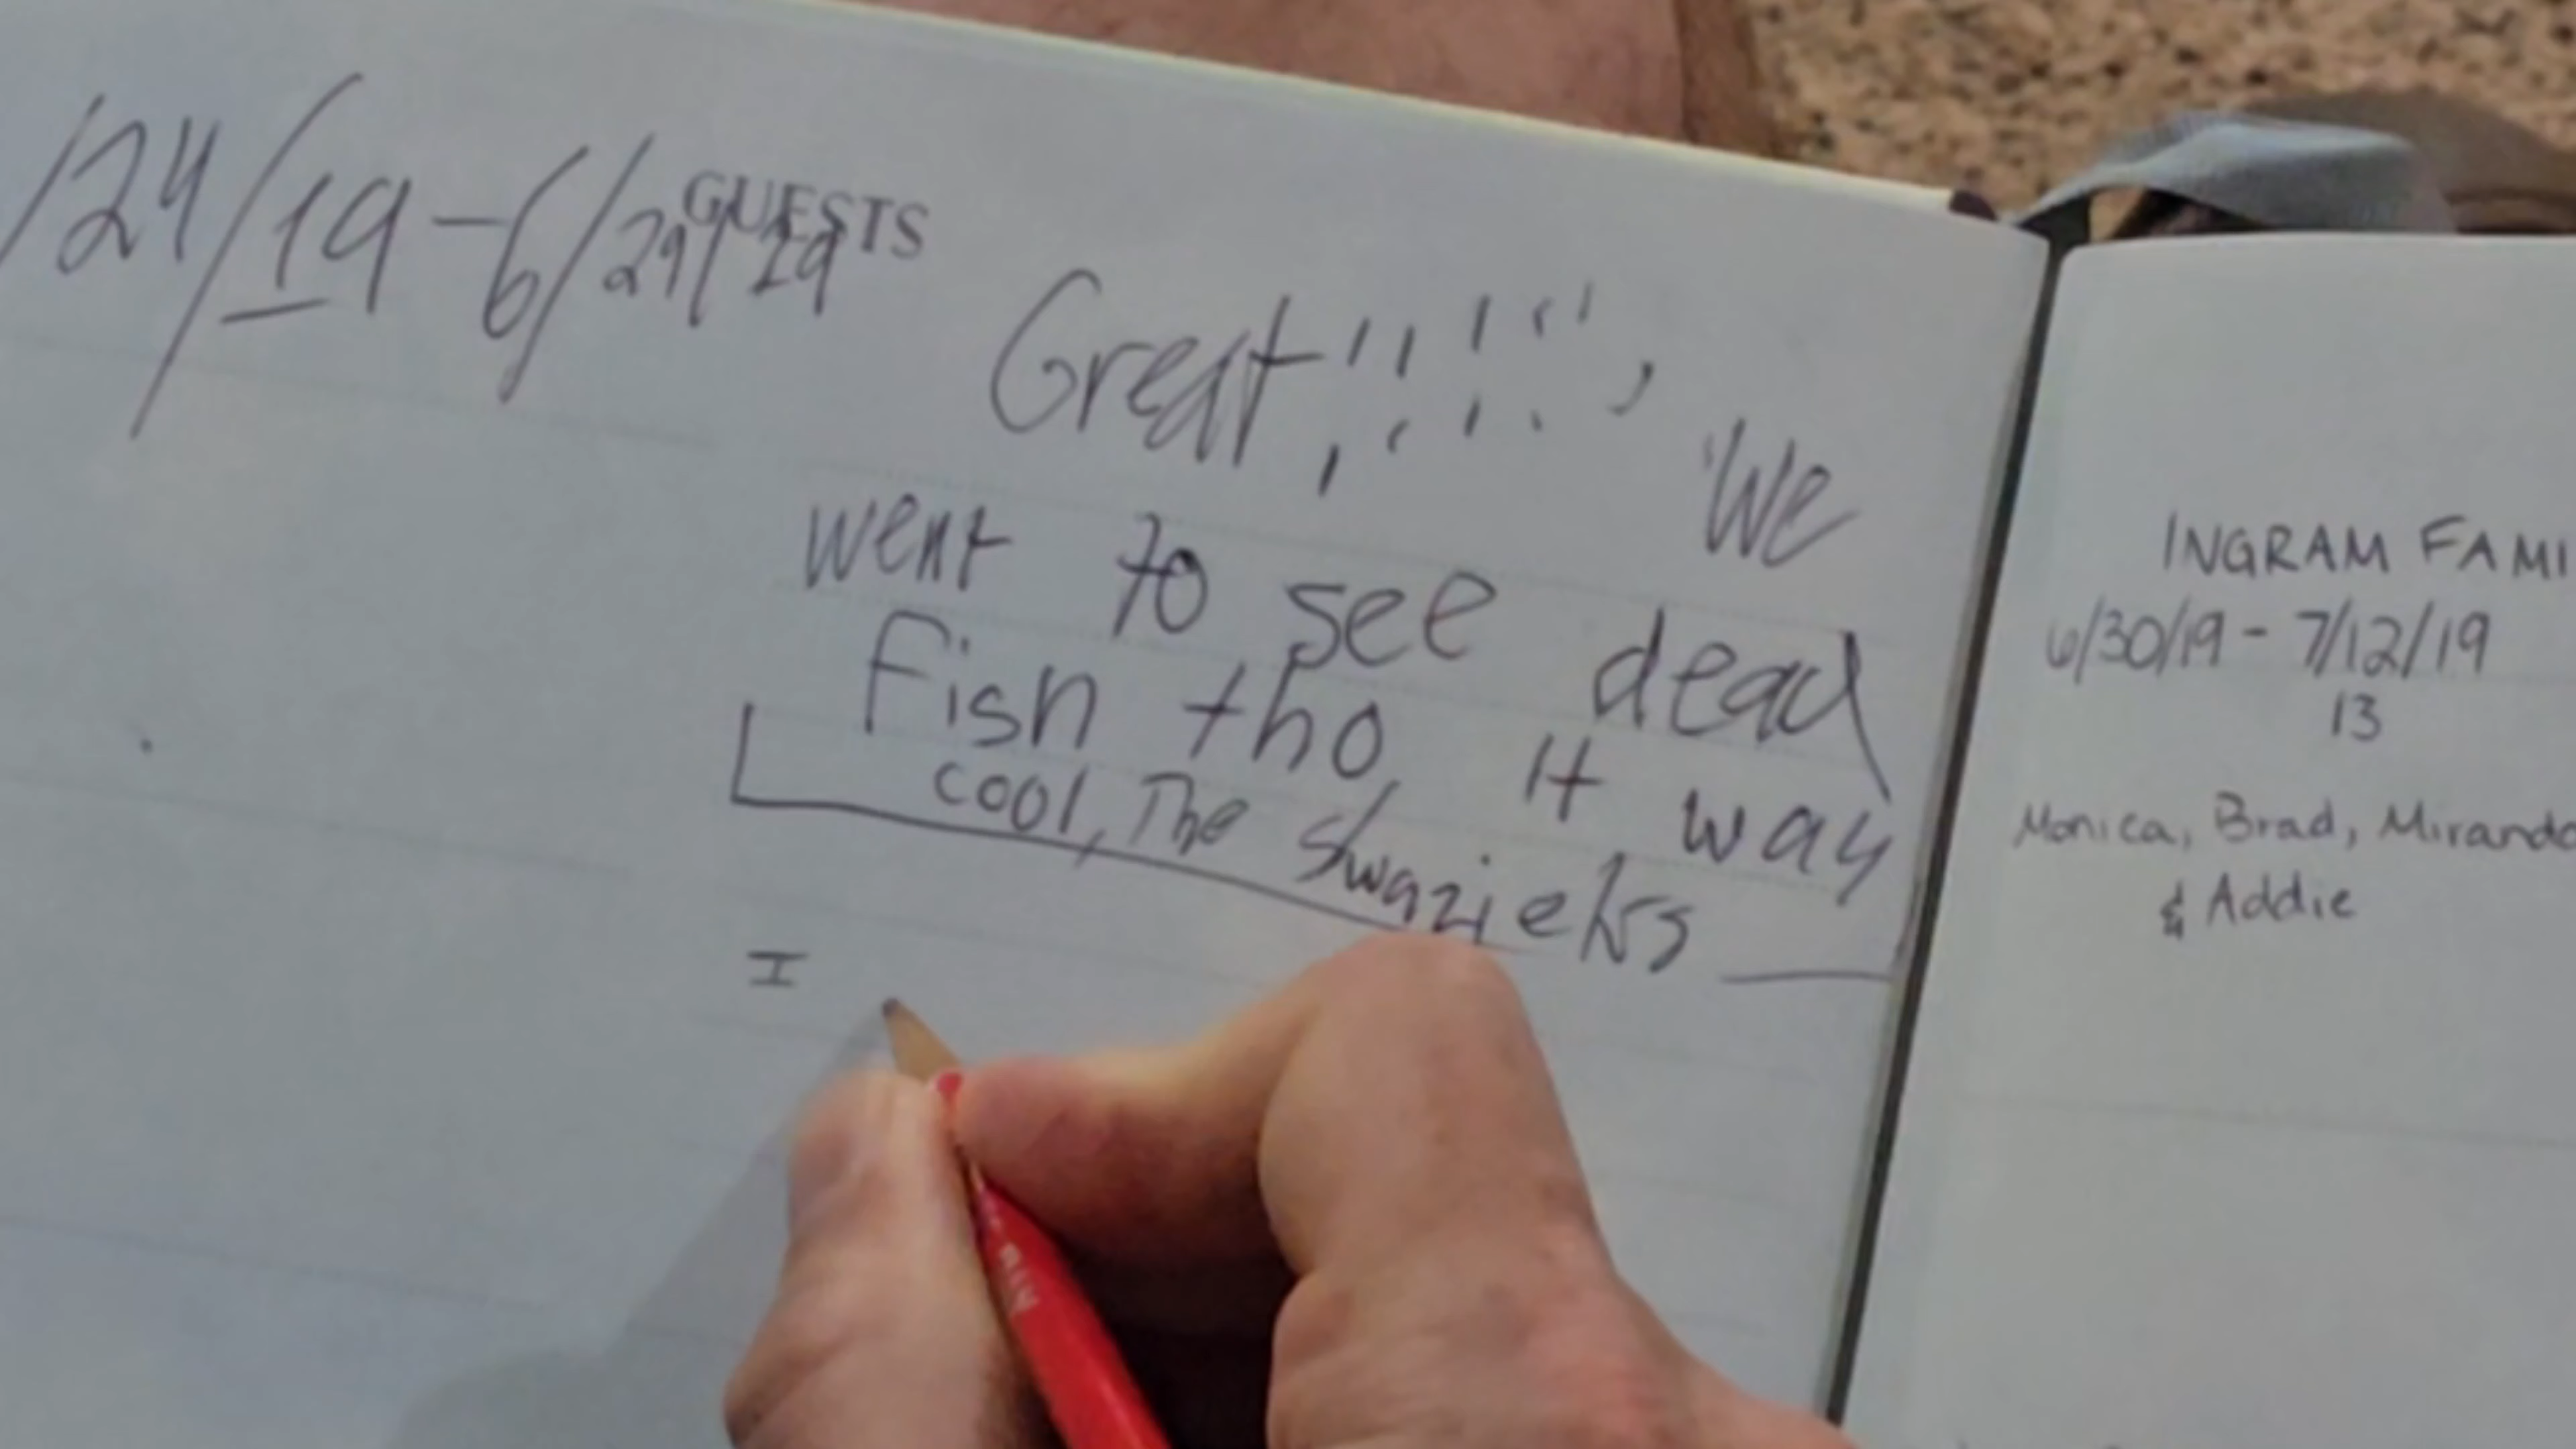 /24/19-6/29/19
GUESTS
Great!!!!!, We
went to see dead
Fish tho, It way
cool, The
I
INGRAM FAMI
6/30/19 - 7/12/19
13
Monica, Brad, Miranda
& Addie